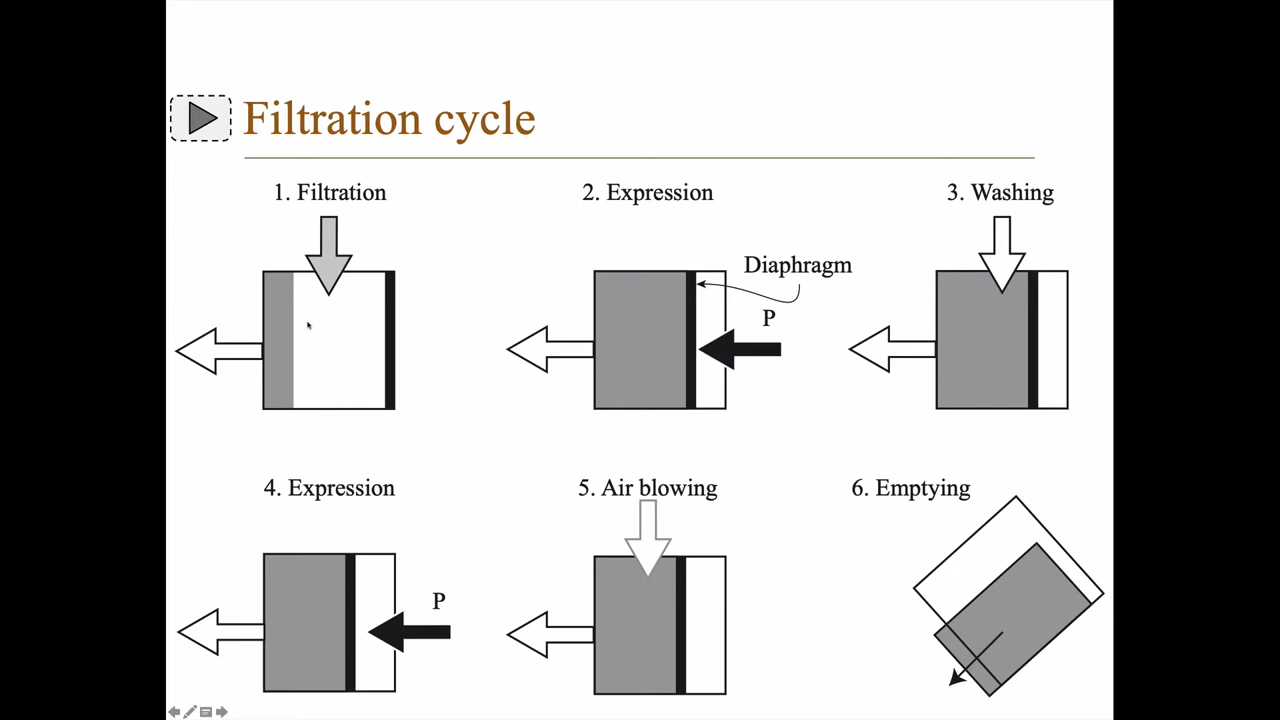 Filtration cycle
1. Filtration
2. Expression
3. Washing
Diaphragm
P
4. Expression
5. Air blowing
6. Emptying
P